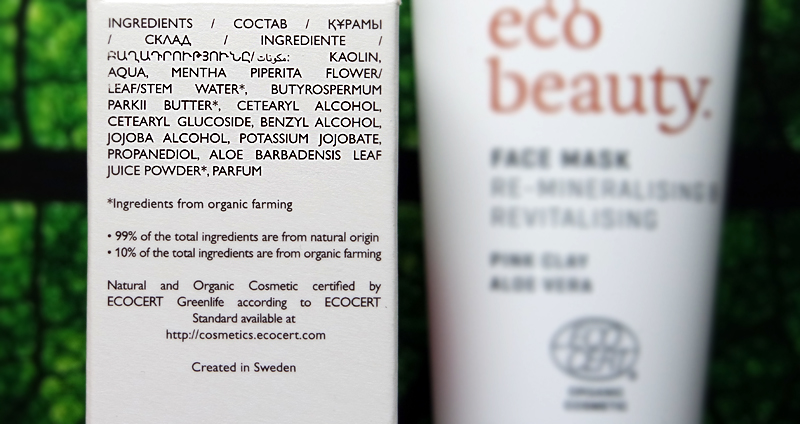 INGREDIENTS / СОСТАВ / ҚҰРАМЫ
/ СКЛАД / INGREDIENTE /
ԲԱՂԱԴՐՈՒԹՅՈՒՆԸ/ مكونات: KAOLIN,
AQUA, MENTHA PIPERITA FLOWER/
LEAF/STEM WATER*, BUTYROSPERMUM
PARKII BUTTER*, CETEARYL ALCOHOL,
CETEARYL GLUCOSIDE, BENZYL ALCOHOL,
JOJOBA ALCOHOL, POTASSIUM JOJOBATE,
PROPANEDIOL, ALOE BARBADENSIS LEAF
JUICE POWDER*, PARFUM
*Ingredients from organic farming
• 99% of the total ingredients are from natural origin
• 10% of the total ingredients are from organic farming
Natural and Organic Cosmetic certified by
ECOCERT Greenlife according to ECOCERT
Standard available at
http://cosmetics.ecocert.com
Created in Sweden
eco
beauty.
FACE MASK
RE-MINERALISING &
REVITALISING
PINK CLAY
ALOE VERA
ECO
CERT
ORGANIC
COSMETIC